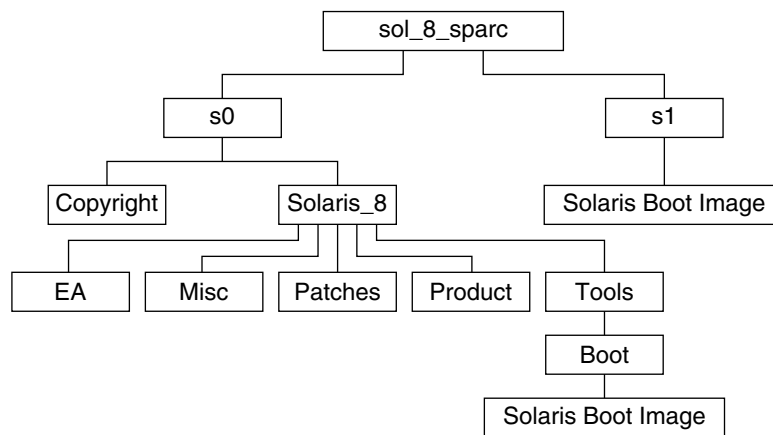 sol_8_sparc
s0
s1
Copyright
Solaris_8
Solaris Boot Image
EA
Misc
Patches
Product
Tools
Boot
Solaris Boot Image